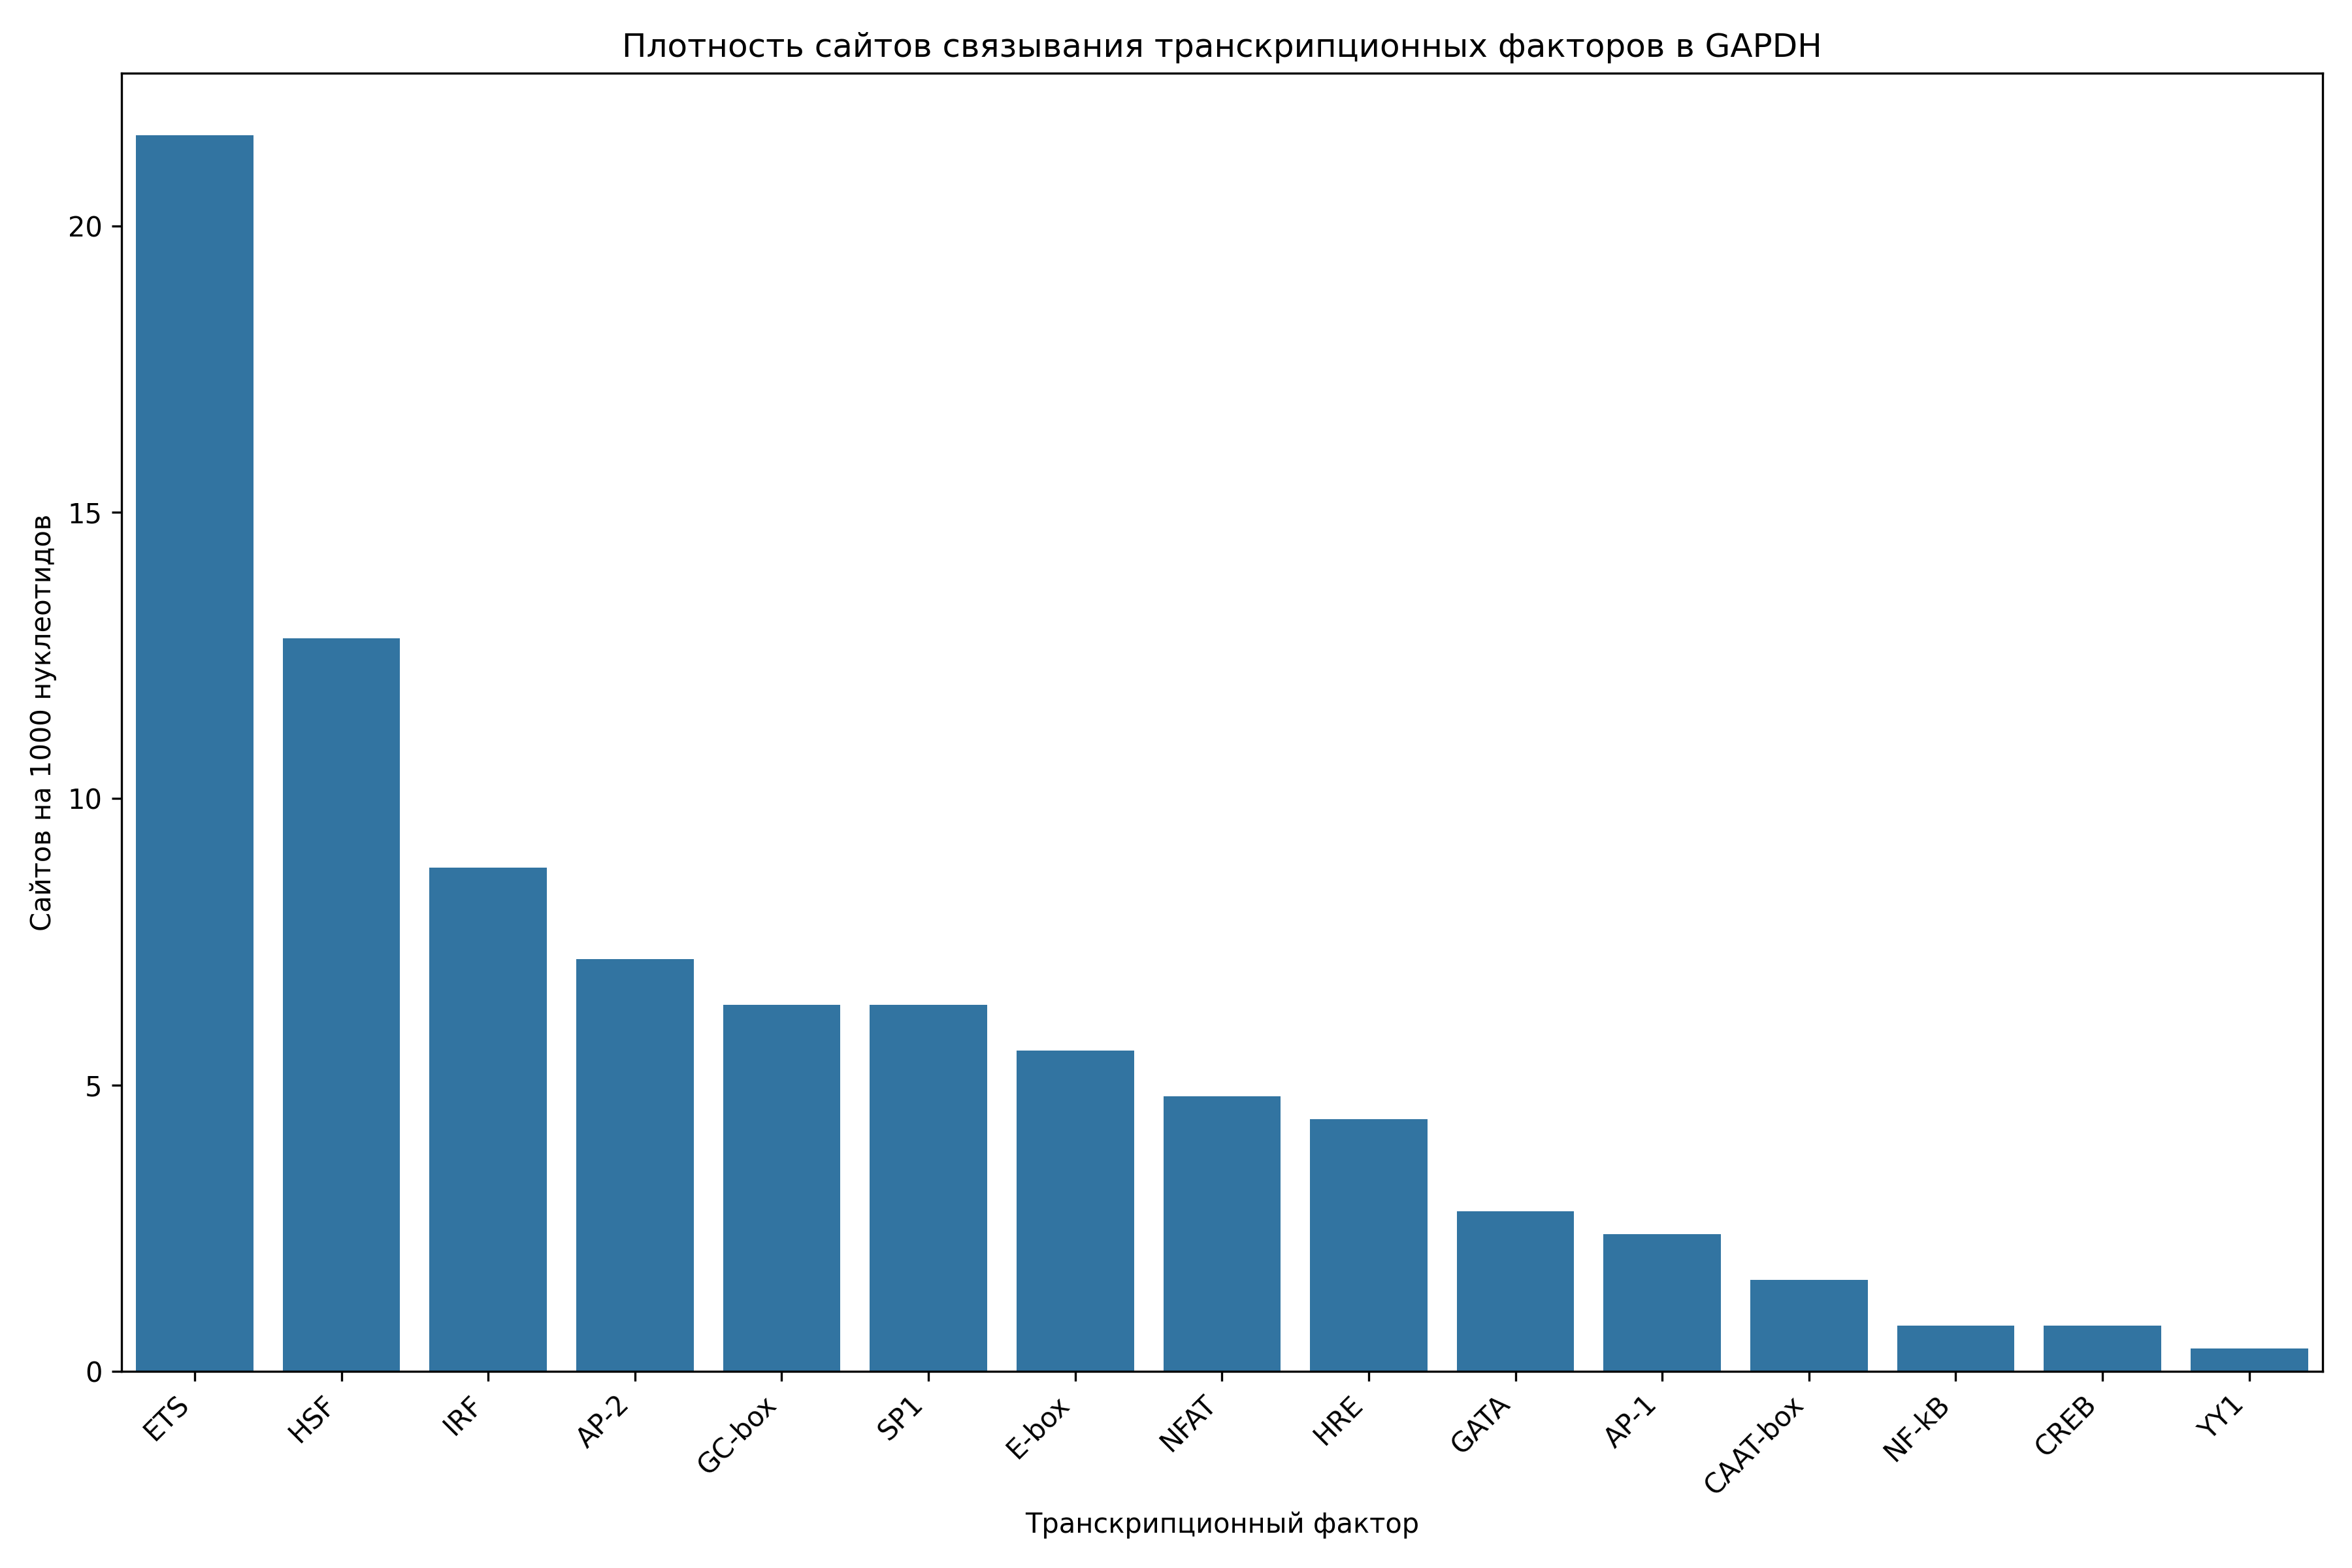 Плотность сайтов связывания транскрипционных факторов в GAPDH
Сайтов на 1000 нуклеотидов
20
15
10
5
0
ETS
HSF
IRF
AP-2
GC-box
SP1
E-box
NFAT
HRE
GATA
AP-1
CAAT-box
NF-kB
CREB
YY1
Транскрипционный фактор